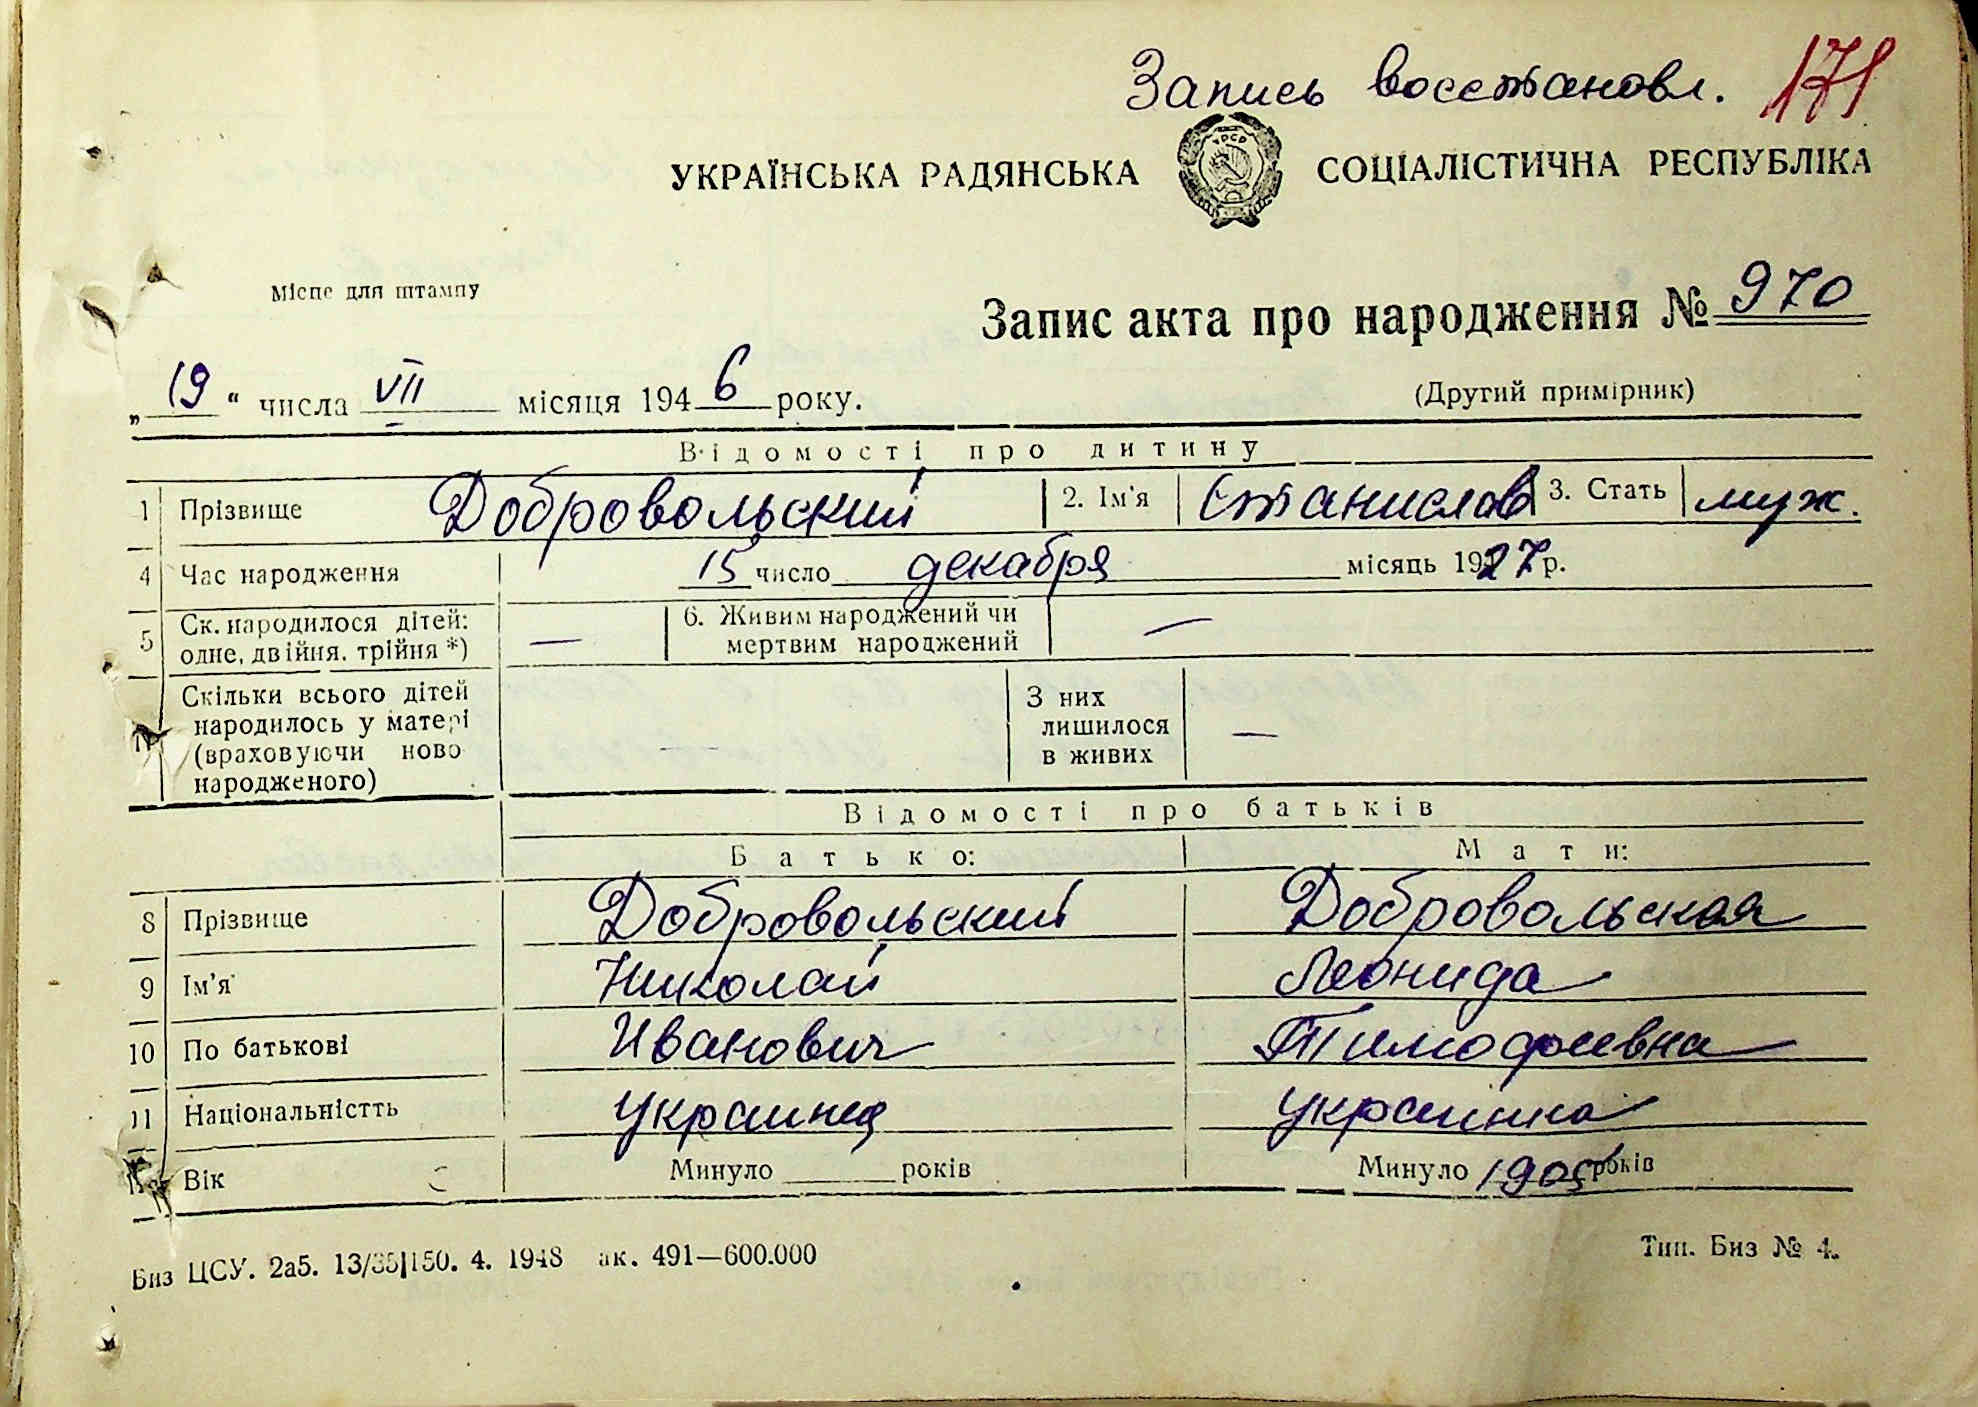 Запись восстановл. 171
УКРАЇНСЬКА РАДЯНСЬКА СОЦІАЛІСТИЧНА РЕСПУБЛІКА
УРСР
Місце для штампу
Запис акта про народження № 970
„ 19 “ числа VII місяця 1946 року.
(Другий примірник)
Відомості про дитину
1 Прізвище Добровольский 2. Ім'я Станислав 3. Стать муж.
4 Час народження 15 число декабря місяць 1927 р.
5 Ск. народилося дітей: — 6. Живим народжений чи —
одне, двійня, трійня *) мертвим народжений
Скільки всього дітей З них
народилось у матері лишилося —
(враховуючи ново — в живих
народженого)
Відомості про батьків
Батько: Мати:
8 Прізвище Добровольский Добровольская
9 Ім'я Николай Леонида
10 По батькові Иванович Тимофеевна
11 Національністть украинец украинка
Вік Минуло років Минуло 1905 років
Биз ЦСУ. 2а5. 13/35|150. 4. 1948 ак. 491—600.000 Тип. Биз № 4.